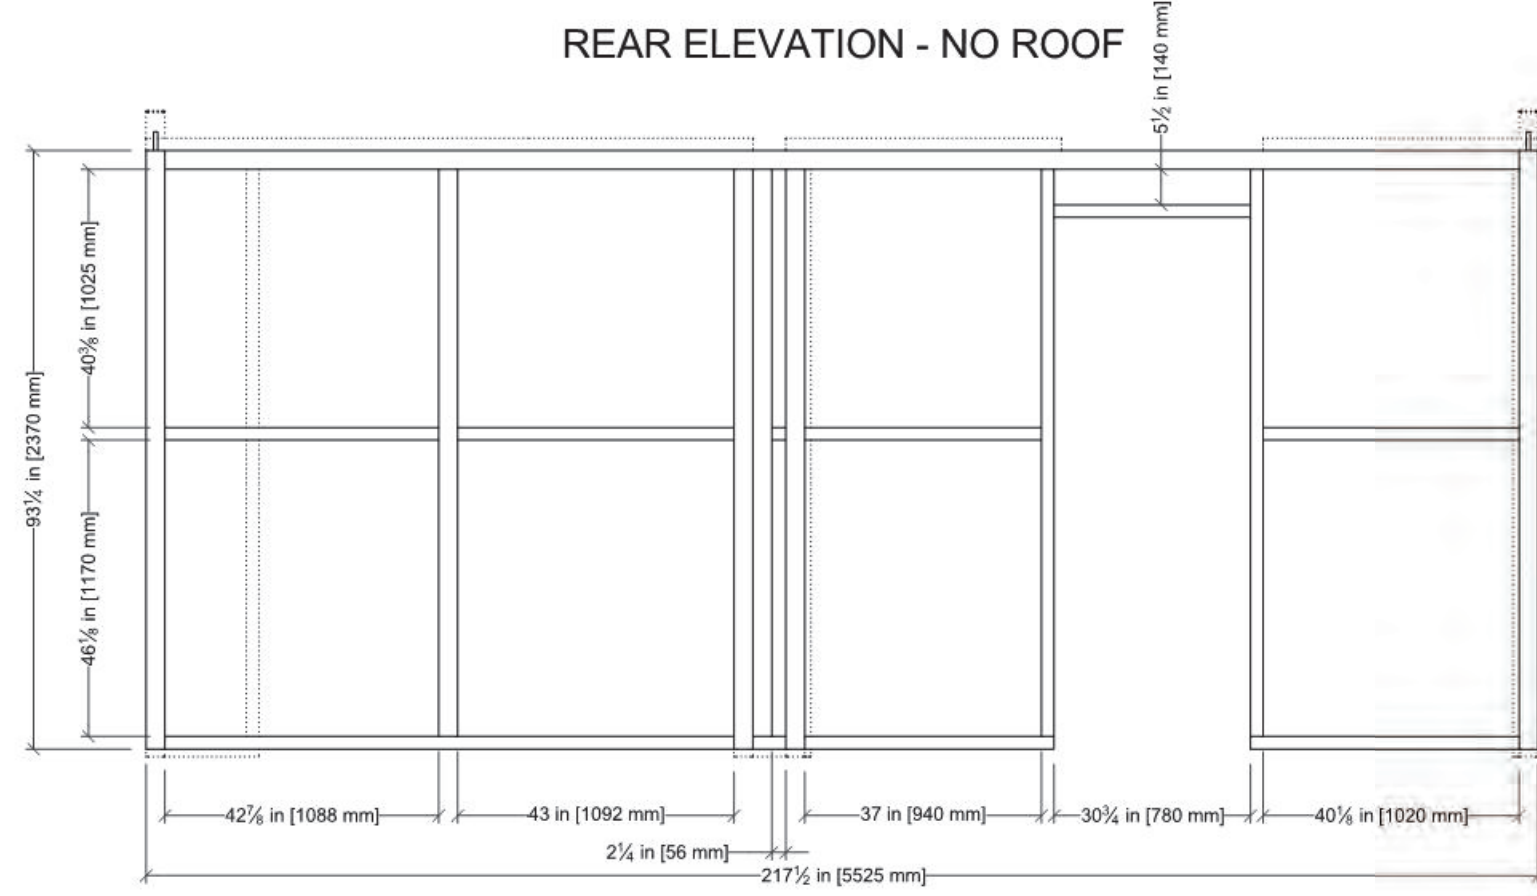 REAR ELEVATION - NO ROOF
5½ in [140 mm]
40⅜ in [1025 mm]
93¼ in [2370 mm]
46⅛ in [1170 mm]
42⅞ in [1088 mm]
43 in [1092 mm]
37 in [940 mm]
30¾ in [780 mm]
40⅛ in [1020 mm]
2¼ in [56 mm]
217½ in [5525 mm]